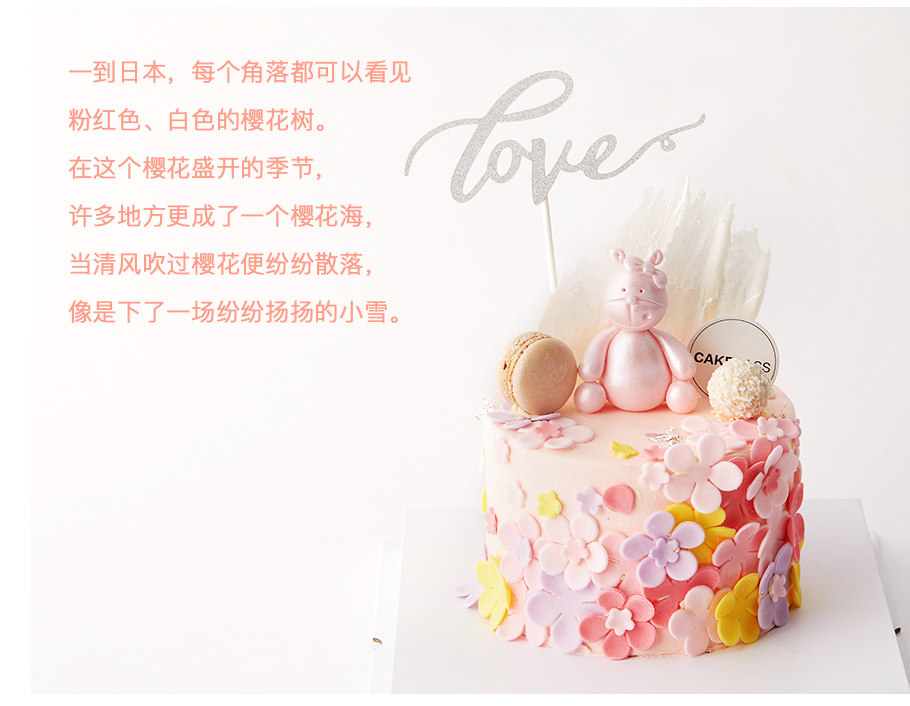 一到日本，每个角落都可以看见
粉红色、白色的樱花树。
在这个樱花盛开的季节，
许多地方更成了一个樱花海，
当清风吹过樱花便纷纷散落，
像是下了一场纷纷扬扬的小雪。
love